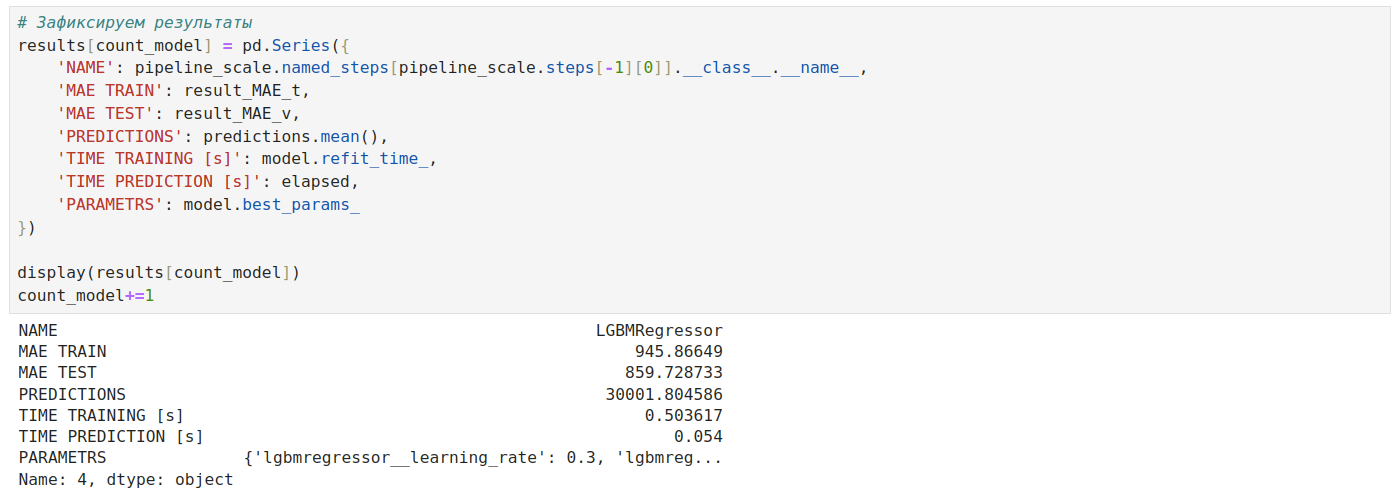 # Зафиксируем результаты
results[count_model] = pd.Series({
    'NAME': pipeline_scale.named_steps[pipeline_scale.steps[-1][0]].__class__.__name__,
    'MAE TRAIN': result_MAE_t,
    'MAE TEST': result_MAE_v,
    'PREDICTIONS': predictions.mean(),
    'TIME TRAINING [s]': model.refit_time_,
    'TIME PREDICTION [s]': elapsed,
    'PARAMETRS': model.best_params_
})

display(results[count_model])
count_model+=1
NAME LGBMRegressor
MAE TRAIN 945.86649
MAE TEST 859.728733
PREDICTIONS 30001.804586
TIME TRAINING [s] 0.503617
TIME PREDICTION [s] 0.054
PARAMETRS {'lgbmregressor__learning_rate': 0.3, 'lgbmreg...
Name: 4, dtype: object